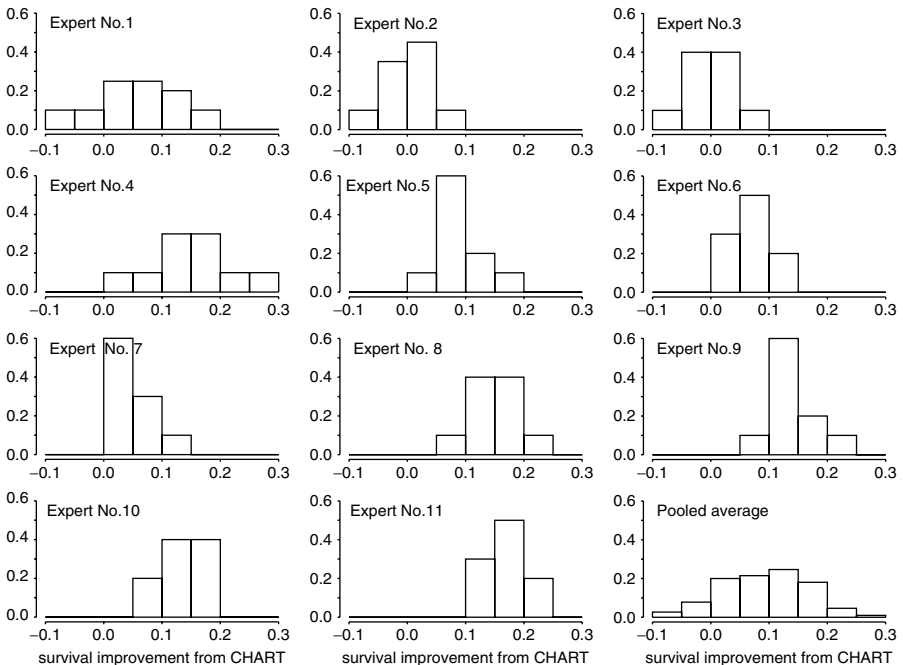 Expert No.1
0.6
0.4
0.2
0.0
−0.1 0.0 0.1 0.2 0.3
Expert No.2
0.6
0.4
0.2
0.0
−0.1 0.0 0.1 0.2 0.3
Expert No.3
0.6
0.4
0.2
0.0
−0.1 0.0 0.1 0.2 0.3
Expert No.4
0.6
0.4
0.2
0.0
−0.1 0.0 0.1 0.2 0.3
Expert No.5
0.6
0.4
0.2
0.0
−0.1 0.0 0.1 0.2 0.3
Expert No.6
0.6
0.4
0.2
0.0
−0.1 0.0 0.1 0.2 0.3
Expert No. 7
0.6
0.4
0.2
0.0
−0.1 0.0 0.1 0.2 0.3
Expert No. 8
0.6
0.4
0.2
0.0
−0.1 0.0 0.1 0.2 0.3
Expert No.9
0.6
0.4
0.2
0.0
−0.1 0.0 0.1 0.2 0.3
Expert No.10
0.6
0.4
0.2
0.0
−0.1 0.0 0.1 0.2 0.3
survival improvement from CHART
Expert No.11
0.6
0.4
0.2
0.0
−0.1 0.0 0.1 0.2 0.3
survival improvement from CHART
Pooled average
0.6
0.4
0.2
0.0
−0.1 0.0 0.1 0.2 0.3
survival improvement from CHART